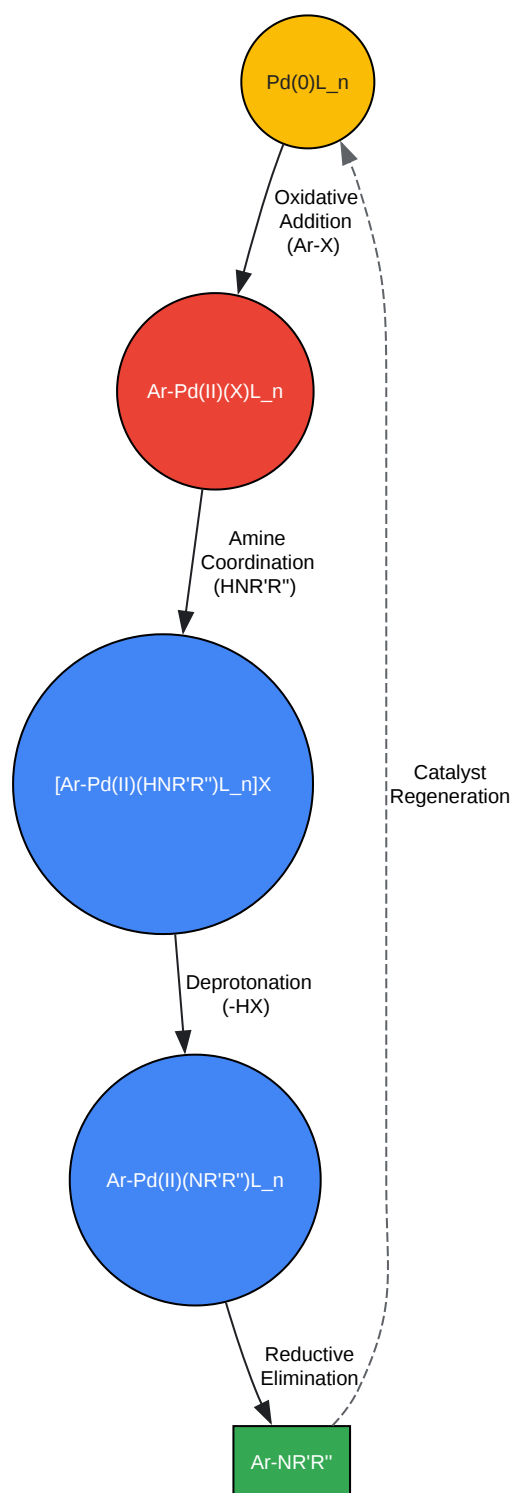 Pd(0)L_n
Oxidative
Addition
(Ar-X)
Ar-Pd(II)(X)L_n
Amine
Coordination
(HNR'R'')
[Ar-Pd(II)(HNR'R'')L_n]X
Catalyst
Regeneration
Deprotonation
(-HX)
Ar-Pd(II)(NR'R'')L_n
Reductive
Elimination
Ar-NR'R''